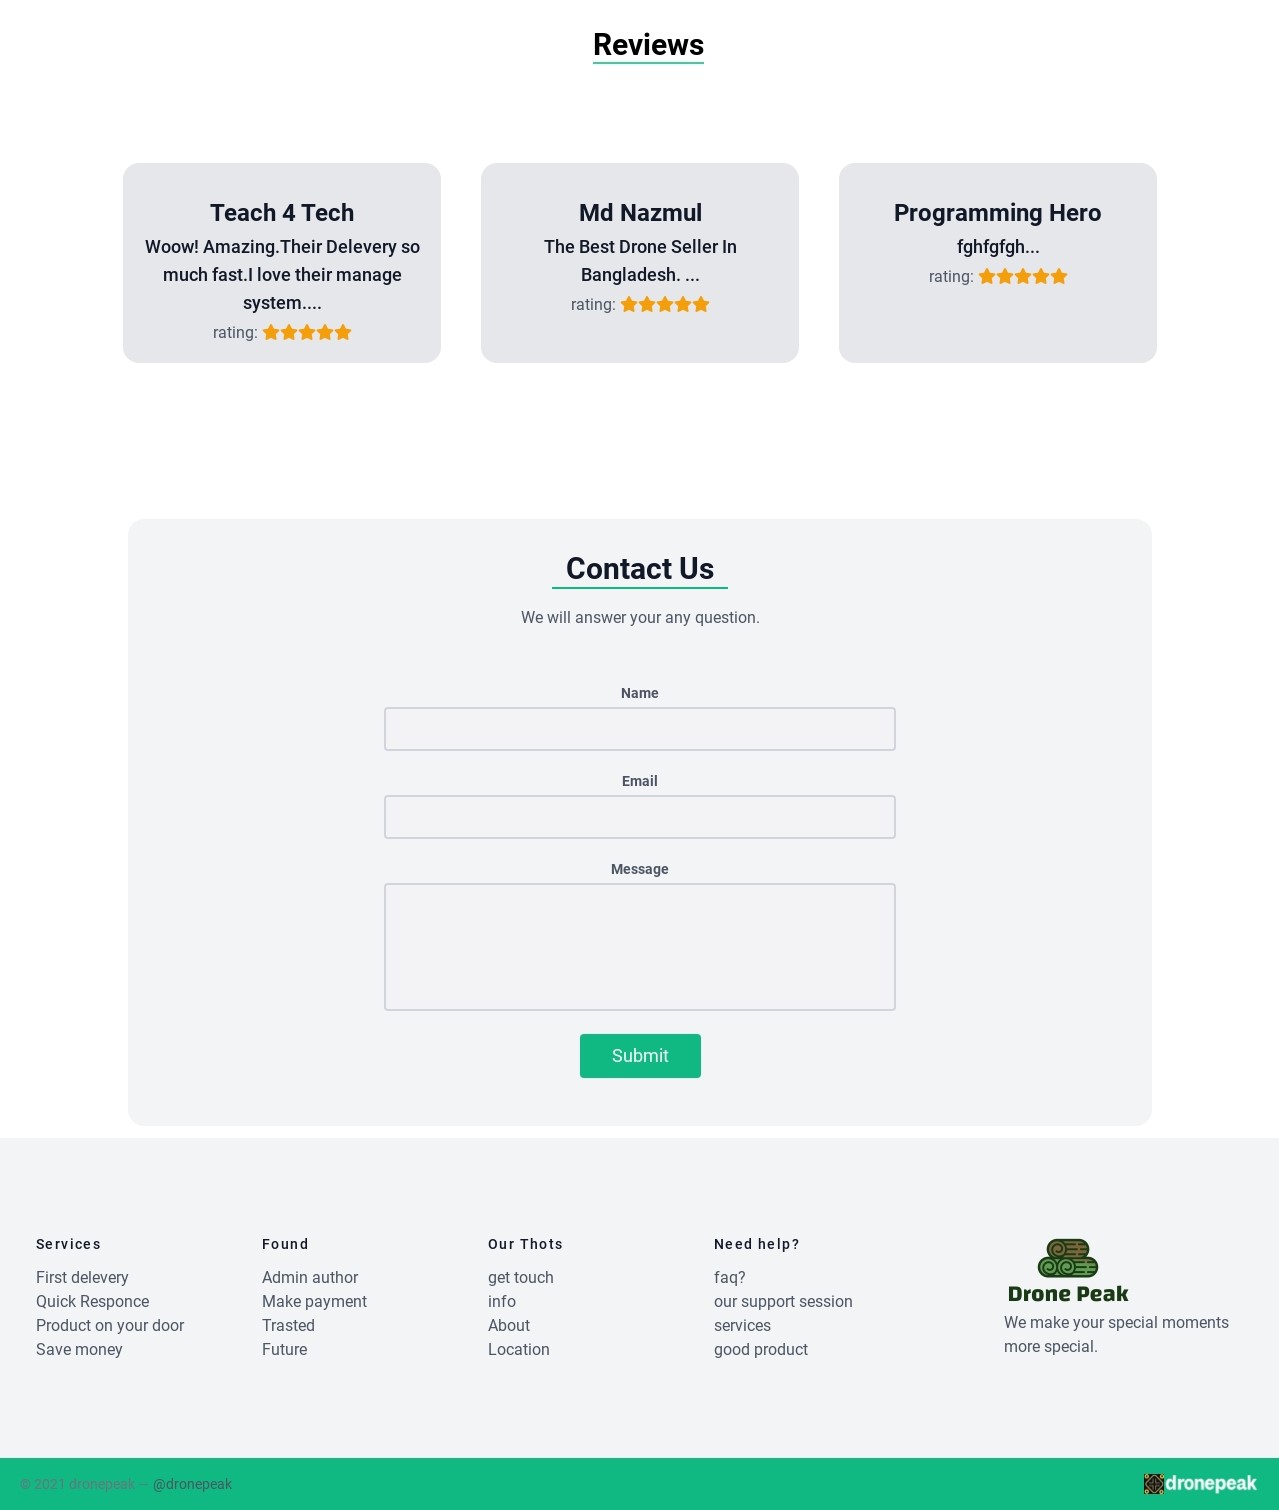 Reviews
Teach 4 Tech
Woow! Amazing.Their Delevery so
much fast.I love their manage
system....
rating:
Md Nazmul
The Best Drone Seller In
Bangladesh. ...
rating:
Programming Hero
fghfgfgh...
rating:
Contact Us
We will answer your any question.
Name
Email
Message
Submit
Services
First delevery
Quick Responce
Product on your door
Save money
Found
Admin author
Make payment
Trasted
Future
Our Thots
get touch
info
About
Location
Need help?
faq?
our support session
services
good product
Drone Peak
We make your special moments
more special.
© 2021 dronepeak — @dronepeak
dronepeak